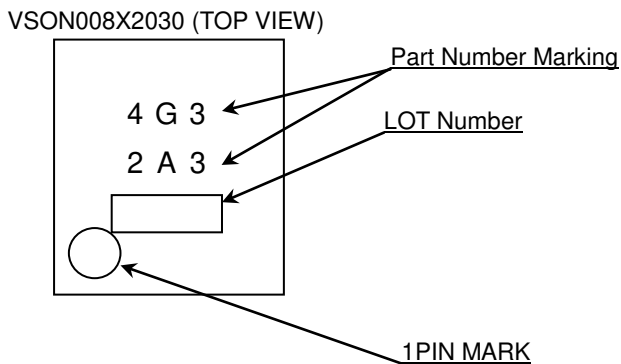 VSON008X2030 (TOP VIEW)
Part Number Marking
4 G 3
LOT Number
2 A 3
1PIN MARK